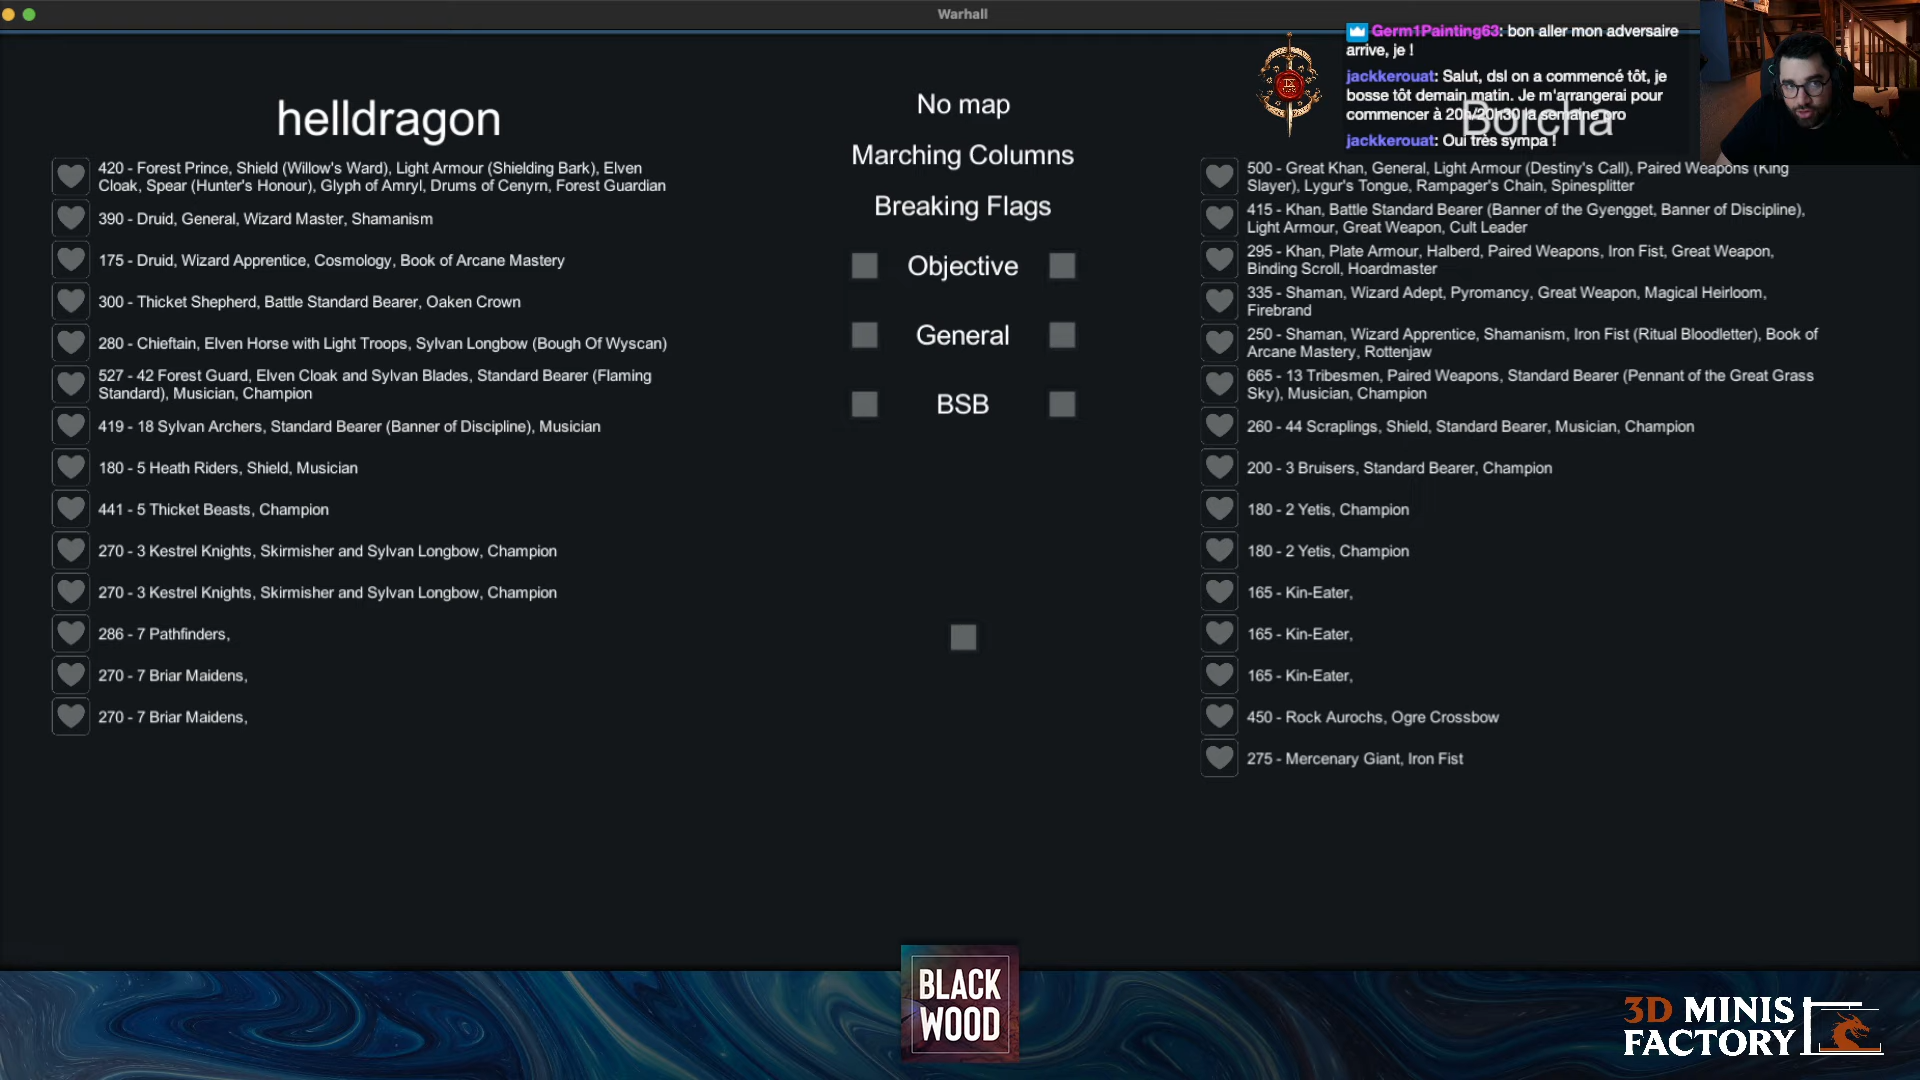 Warhall
Germ1Painting63: bon aller mon adversaire
arrive, je !
jackkerouat: Salut, dsl on a commencé tôt, je
bosse tôt demain matin. Je m'arrangerai pour
commencer à 20h/20h30 la semaine pro
jackkerouat: Oui très sympa !
helldragon
420 - Forest Prince, Shield (Willow's Ward), Light Armour (Shielding Bark), Elven
Cloak, Spear (Hunter's Honour), Glyph of Amryl, Drums of Cenyrn, Forest Guardian
390 - Druid, General, Wizard Master, Shamanism
175 - Druid, Wizard Apprentice, Cosmology, Book of Arcane Mastery
300 - Thicket Shepherd, Battle Standard Bearer, Oaken Crown
280 - Chieftain, Elven Horse with Light Troops, Sylvan Longbow (Bough Of Wyscan)
527 - 42 Forest Guard, Elven Cloak and Sylvan Blades, Standard Bearer (Flaming
Standard), Musician, Champion
419 - 18 Sylvan Archers, Standard Bearer (Banner of Discipline), Musician
180 - 5 Heath Riders, Shield, Musician
441 - 5 Thicket Beasts, Champion
270 - 3 Kestrel Knights, Skirmisher and Sylvan Longbow, Champion
270 - 3 Kestrel Knights, Skirmisher and Sylvan Longbow, Champion
286 - 7 Pathfinders,
270 - 7 Briar Maidens,
270 - 7 Briar Maidens,
No map
Marching Columns
Breaking Flags
Objective
General
BSB
Borcha
500 - Great Khan, General, Light Armour (Destiny's Call), Paired Weapons (King
Slayer), Lygur's Tongue, Rampager's Chain, Spinesplitter
415 - Khan, Battle Standard Bearer (Banner of the Gyengget, Banner of Discipline),
Light Armour, Great Weapon, Cult Leader
295 - Khan, Plate Armour, Halberd, Paired Weapons, Iron Fist, Great Weapon,
Binding Scroll, Hoardmaster
335 - Shaman, Wizard Adept, Pyromancy, Great Weapon, Magical Heirloom,
Firebrand
250 - Shaman, Wizard Apprentice, Shamanism, Iron Fist (Ritual Bloodletter), Book of
Arcane Mastery, Rottenjaw
665 - 13 Tribesmen, Paired Weapons, Standard Bearer (Pennant of the Great Grass
Sky), Musician, Champion
260 - 44 Scraplings, Shield, Standard Bearer, Musician, Champion
200 - 3 Bruisers, Standard Bearer, Champion
180 - 2 Yetis, Champion
180 - 2 Yetis, Champion
165 - Kin-Eater,
165 - Kin-Eater,
165 - Kin-Eater,
450 - Rock Aurochs, Ogre Crossbow
275 - Mercenary Giant, Iron Fist
BLACK
WOOD
3D MINIS
FACTORY